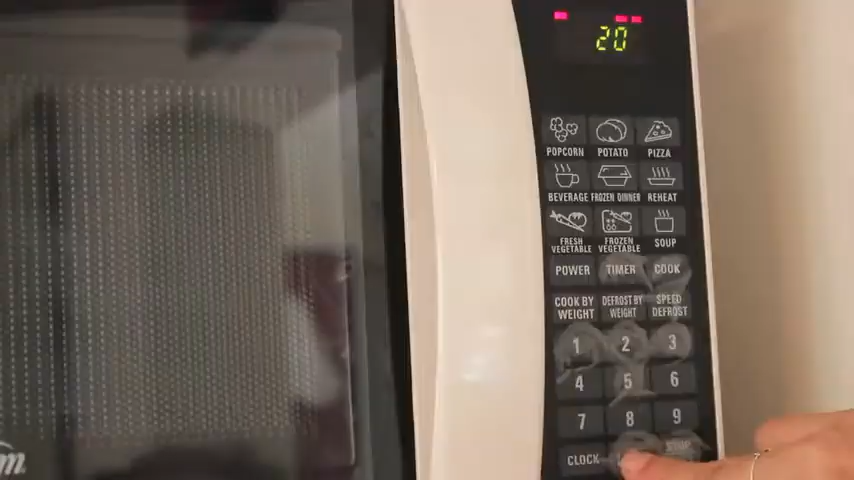 20
POPCORN POTATO PIZZA
BEVERAGE FROZEN DINNER REHEAT
FRESH VEGETABLE FROZEN VEGETABLE SOUP
POWER TIMER COOK
COOK BY WEIGHT DEFROST BY WEIGHT SPEED DEFROST
1 2 3
4 5 6
7 8 9
CLOCK STOP
m